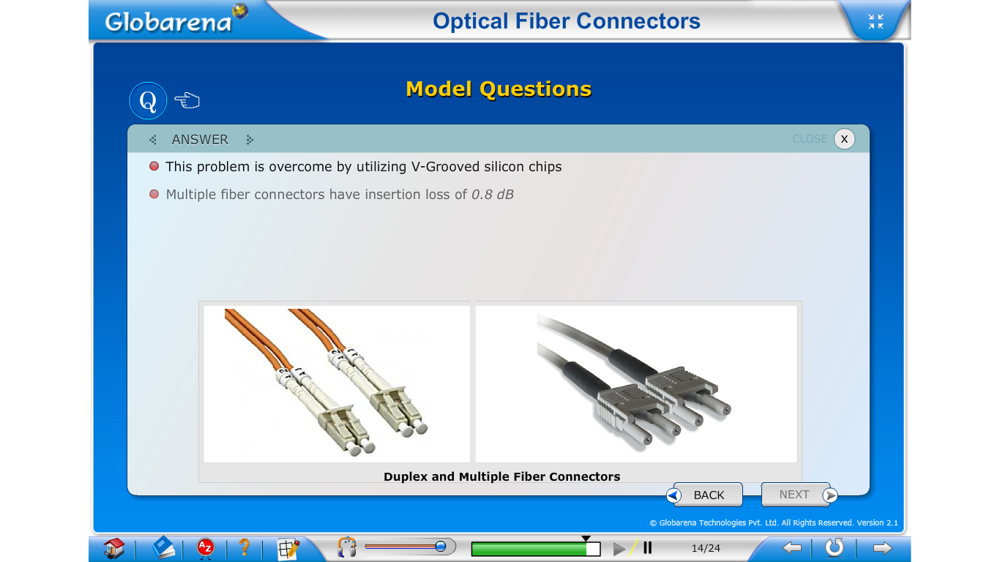 Globarena
Optical Fiber Connectors
Q
Model Questions
ANSWER
CLOSE X
This problem is overcome by utilizing V-Grooved silicon chips
Multiple fiber connectors have insertion loss of 0.8 dB
Duplex and Multiple Fiber Connectors
BACK
NEXT
© Globarena Technologies Pvt. Ltd. All Rights Reserved. Version 2.1
AZ
?
14/24